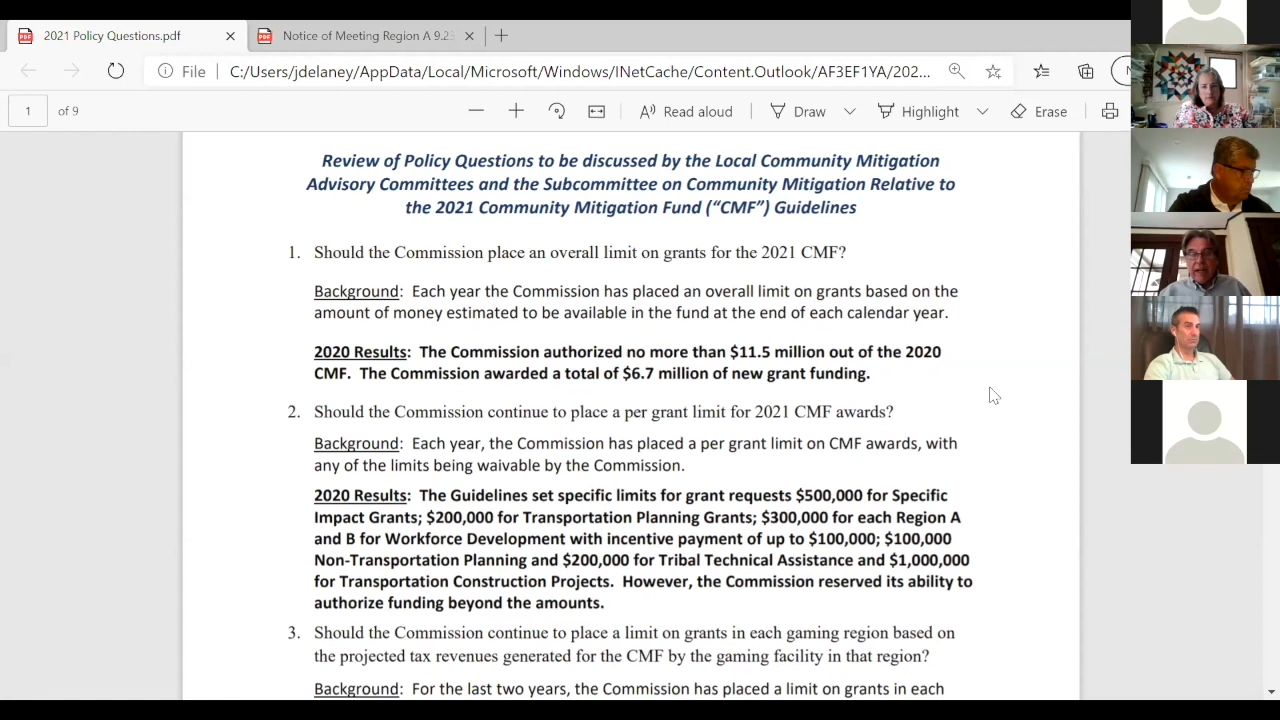 2021 Policy Questions.pdf
Notice of Meeting Region A 9.23
File
C:/Users/jdelaney/AppData/Local/Microsoft/Windows/INetCache/Content.Outlook/AF3EF1YA/202...
1 of 9
Read aloud
Draw
Highlight
Erase
Review of Policy Questions to be discussed by the Local Community Mitigation
Advisory Committees and the Subcommittee on Community Mitigation Relative to
the 2021 Community Mitigation Fund (“CMF”) Guidelines
1. Should the Commission place an overall limit on grants for the 2021 CMF?
Background: Each year the Commission has placed an overall limit on grants based on the
amount of money estimated to be available in the fund at the end of each calendar year.
2020 Results: The Commission authorized no more than $11.5 million out of the 2020
CMF. The Commission awarded a total of $6.7 million of new grant funding.
2. Should the Commission continue to place a per grant limit for 2021 CMF awards?
Background: Each year, the Commission has placed a per grant limit on CMF awards, with
any of the limits being waivable by the Commission.
2020 Results: The Guidelines set specific limits for grant requests $500,000 for Specific
Impact Grants; $200,000 for Transportation Planning Grants; $300,000 for each Region A
and B for Workforce Development with incentive payment of up to $100,000; $100,000
Non-Transportation Planning and $200,000 for Tribal Technical Assistance and $1,000,000
for Transportation Construction Projects. However, the Commission reserved its ability to
authorize funding beyond the amounts.
3. Should the Commission continue to place a limit on grants in each gaming region based on
the projected tax revenues generated for the CMF by the gaming facility in that region?
Background: For the last two years, the Commission has placed a limit on grants in each